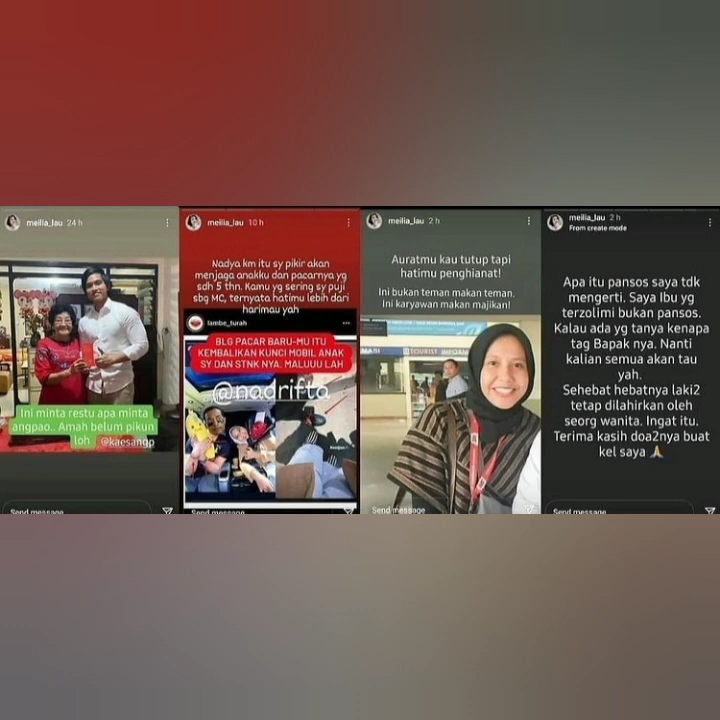 meilia_lau 24 h
Ini minta restu apa minta
angpao.. Amah belum pikun
loh @kaesangp
Send message
meilia_lau 10 h
Nadya km itu sy pikir akan
menjaga anakku dan pacarnya yg
sdh 5 thn. Kamu yg sering sy puji
sbg MC, ternyata hatimu lebih dari
harimau yah
lambe_turah
BLG PACAR BARU-MU ITU
KEMBALIKAN KUNCI MOBIL ANAK
SY DAN STNK NYA. MALUUU LAH
@nadrifta
Send message
meilia_lau 2 h
Auratmu kau tutup tapi
hatimu penghianat!
Ini bukan teman makan teman.
Ini karyawan makan majikan!
TOURIST INFORM
Send message
meilia_lau 2 h
From create mode
Apa itu pansos saya tdk
mengerti. Saya Ibu yg
terzolimi bukan pansos.
Kalau ada yg tanya kenapa
tag Bapak nya. Nanti
kalian semua akan tau
yah.
Sehebat hebatnya laki2
tetap dilahirkan oleh
seorg wanita. Ingat itu.
Terima kasih doa2nya buat
kel saya 🙏
Send message